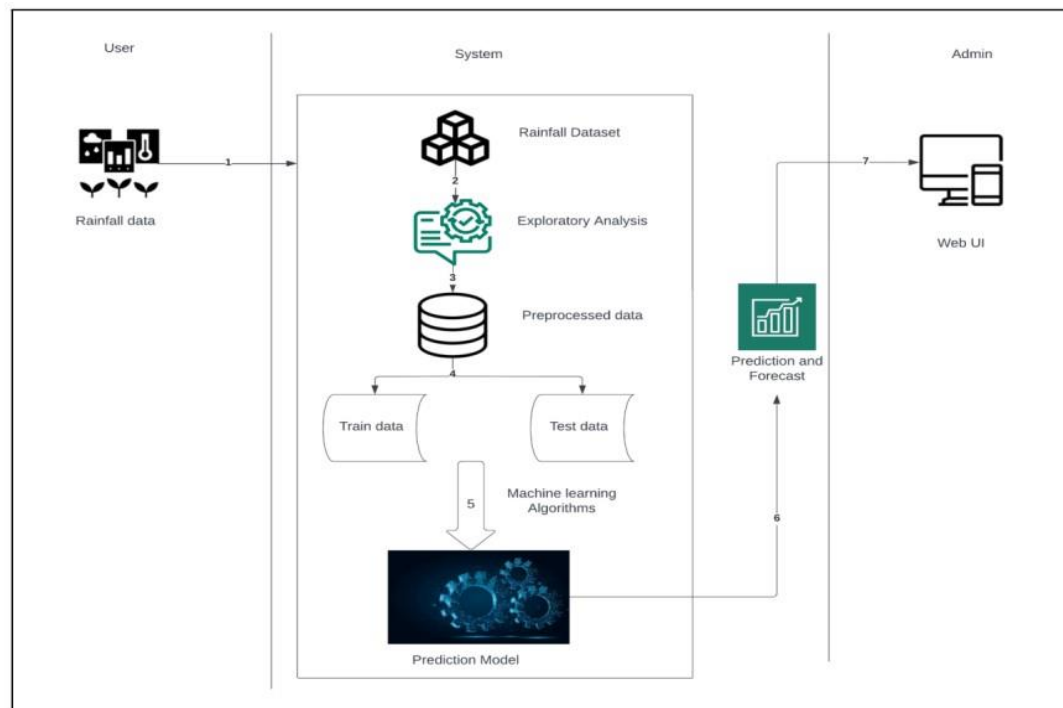 User
System
Admin
Rainfall Dataset
1
7
2
Rainfall data
Exploratory Analysis
Web UI
3
Preprocessed data
Prediction and
Forecast
4
Train data
Test data
5
Machine learning
Algorithms
6
Prediction Model